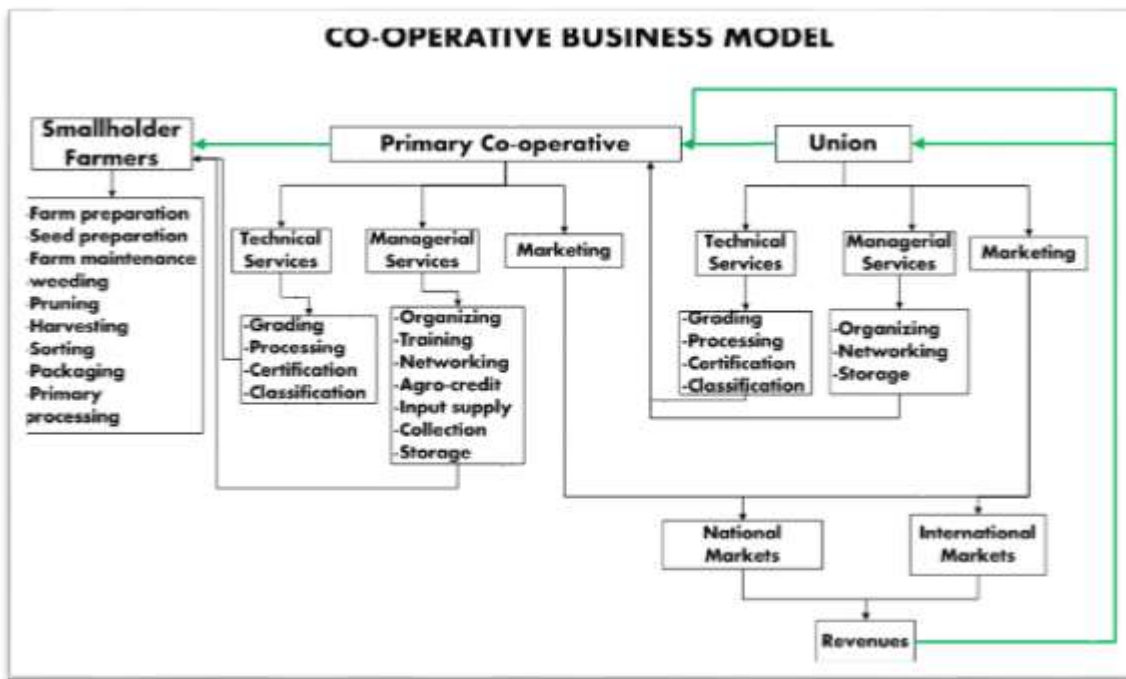 CO-OPERATIVE BUSINESS MODEL
Smallholder
Farmers
Primary Co-operative
Union
-Farm preparation
-Seed preparation
-Farm maintenance
weeding
-Pruning
-Harvesting
-Sorting
-Packaging
-Primary
processing
Technical
Services
Managerial
Services
Marketing
-Grading
-Processing
-Certification
-Classification
-Organizing
-Training
-Networking
-Agro-credit
-Input supply
-Collection
-Storage
Technical
Services
Managerial
Services
Marketing
-Grading
-Processing
-Certification
-Classification
-Organizing
-Networking
-Storage
National
Markets
International
Markets
Revenues